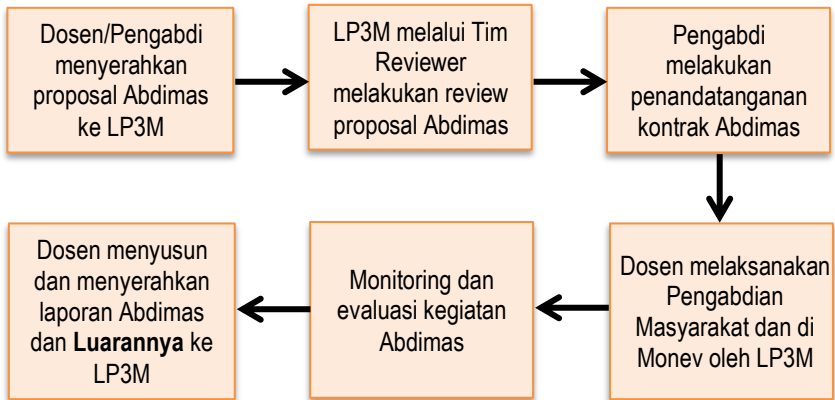 Dosen/Pengabdi
menyerahkan
proposal Abdimas
ke LP3M
LP3M melalui Tim
Reviewer
melakukan review
proposal Abdimas
Pengabdi
melakukan
penandatanganan
kontrak Abdimas
Dosen melaksanakan
Pengabdian
Masyarakat dan di
Monev oleh LP3M
Monitoring dan
evaluasi kegiatan
Abdimas
Dosen menyusun
dan menyerahkan
laporan Abdimas
dan Luarannya ke
LP3M